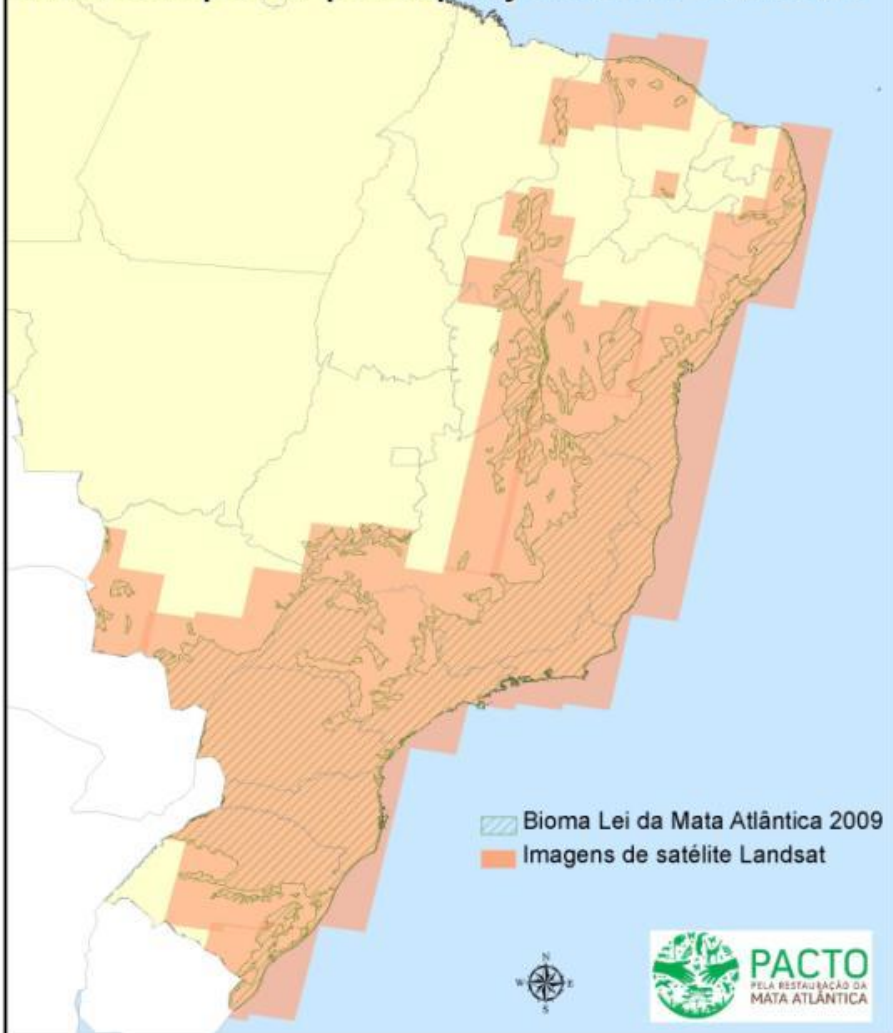 Bioma Lei da Mata Atlântica 2009
Imagens de satélite Landsat
N
W E
S
PACTO
PELA RESTAURAÇÃO DA
MATA ATLÂNTICA